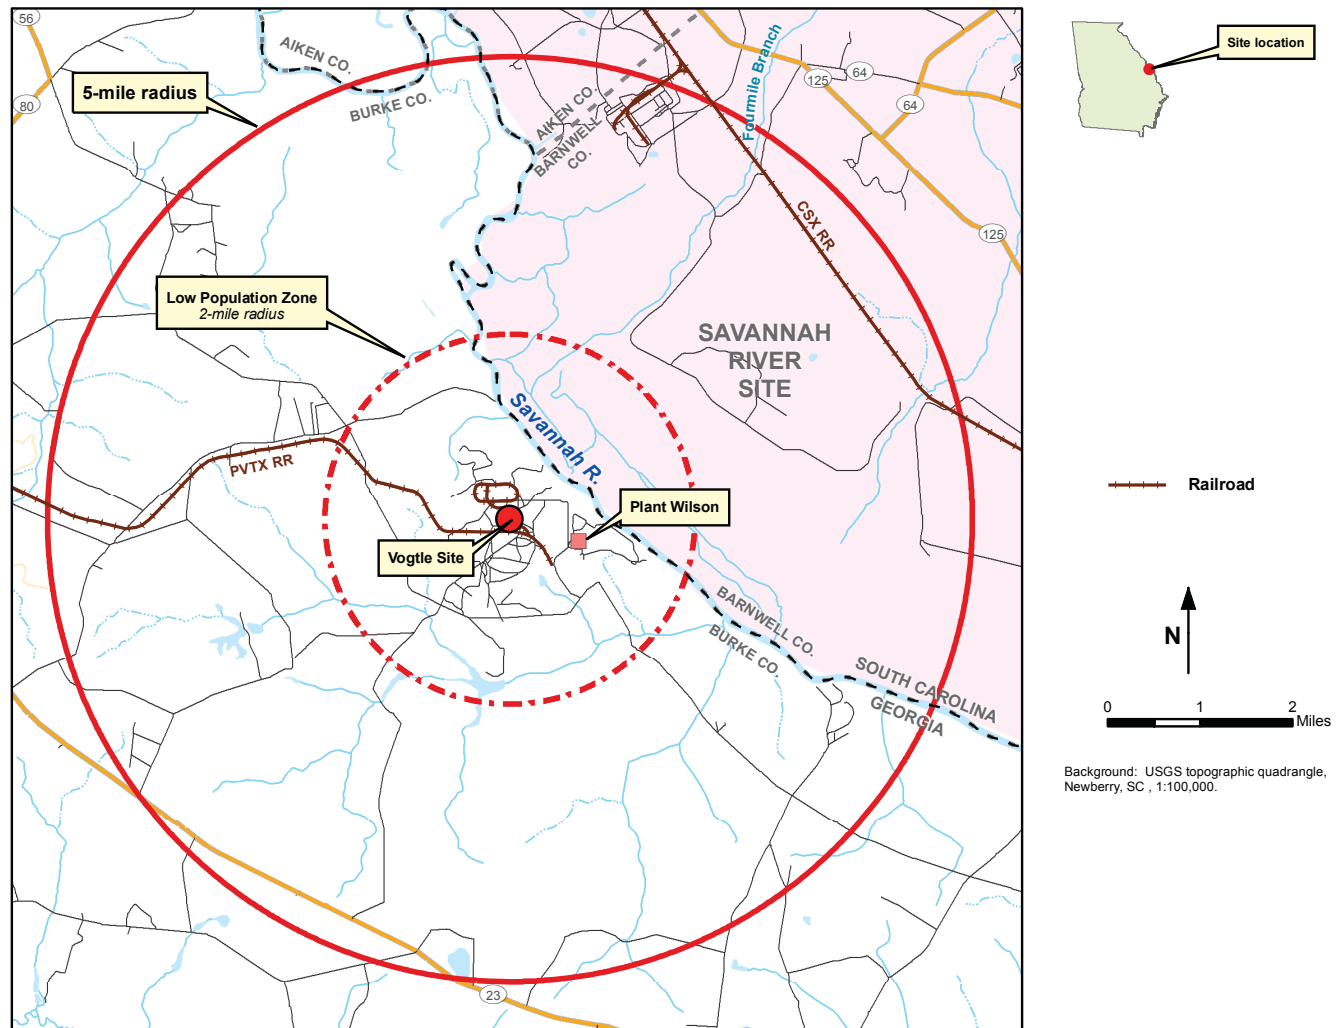 56
AIKEN CO.
BURKE CO.
80
5-mile radius
AIKEN CO.
BARNWELL
CO.
Fourmile Branch
125
64
64
125
CSX RR
Low Population Zone
2-mile radius
SAVANNAH
RIVER
SITE
Savannah R.
PVTX RR
Plant Wilson
Vogtle Site
BARNWELL CO.
BURKE CO.
SOUTH CAROLINA
GEORGIA
23
Site location
Railroad
N
0 1 2
Miles
Background: USGS topographic quadrangle,
Newberry, SC , 1:100,000.